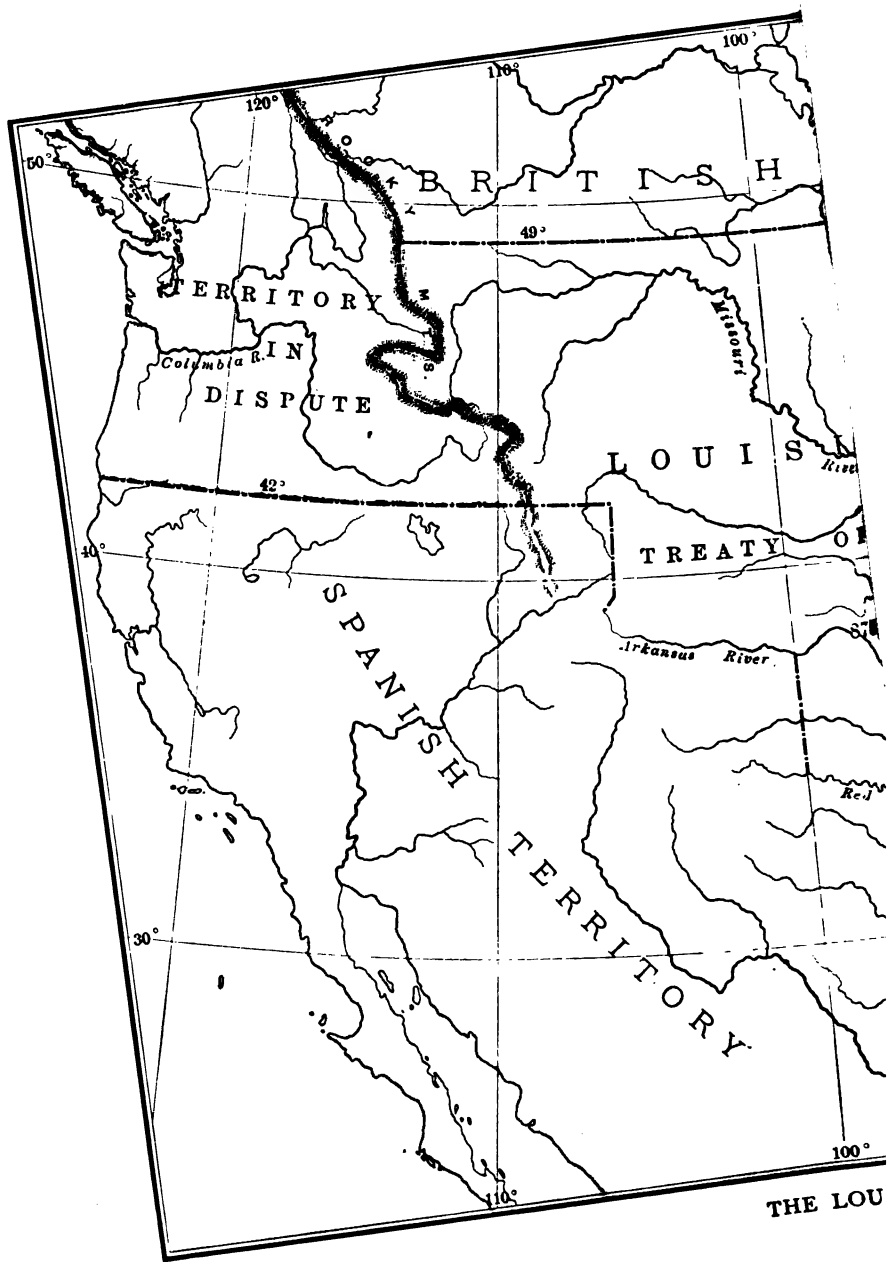 100°
110°
120°
50°
ROCKY
BRITISH
49°
TERRITORY
M
Missouri
Columbia R.
IN
S.
DISPUTE
LOUIS
42°
40°
TREATY
SPANISH
Arkansas River
Red
TERRITORY
30°
100°
110°
THE LOU